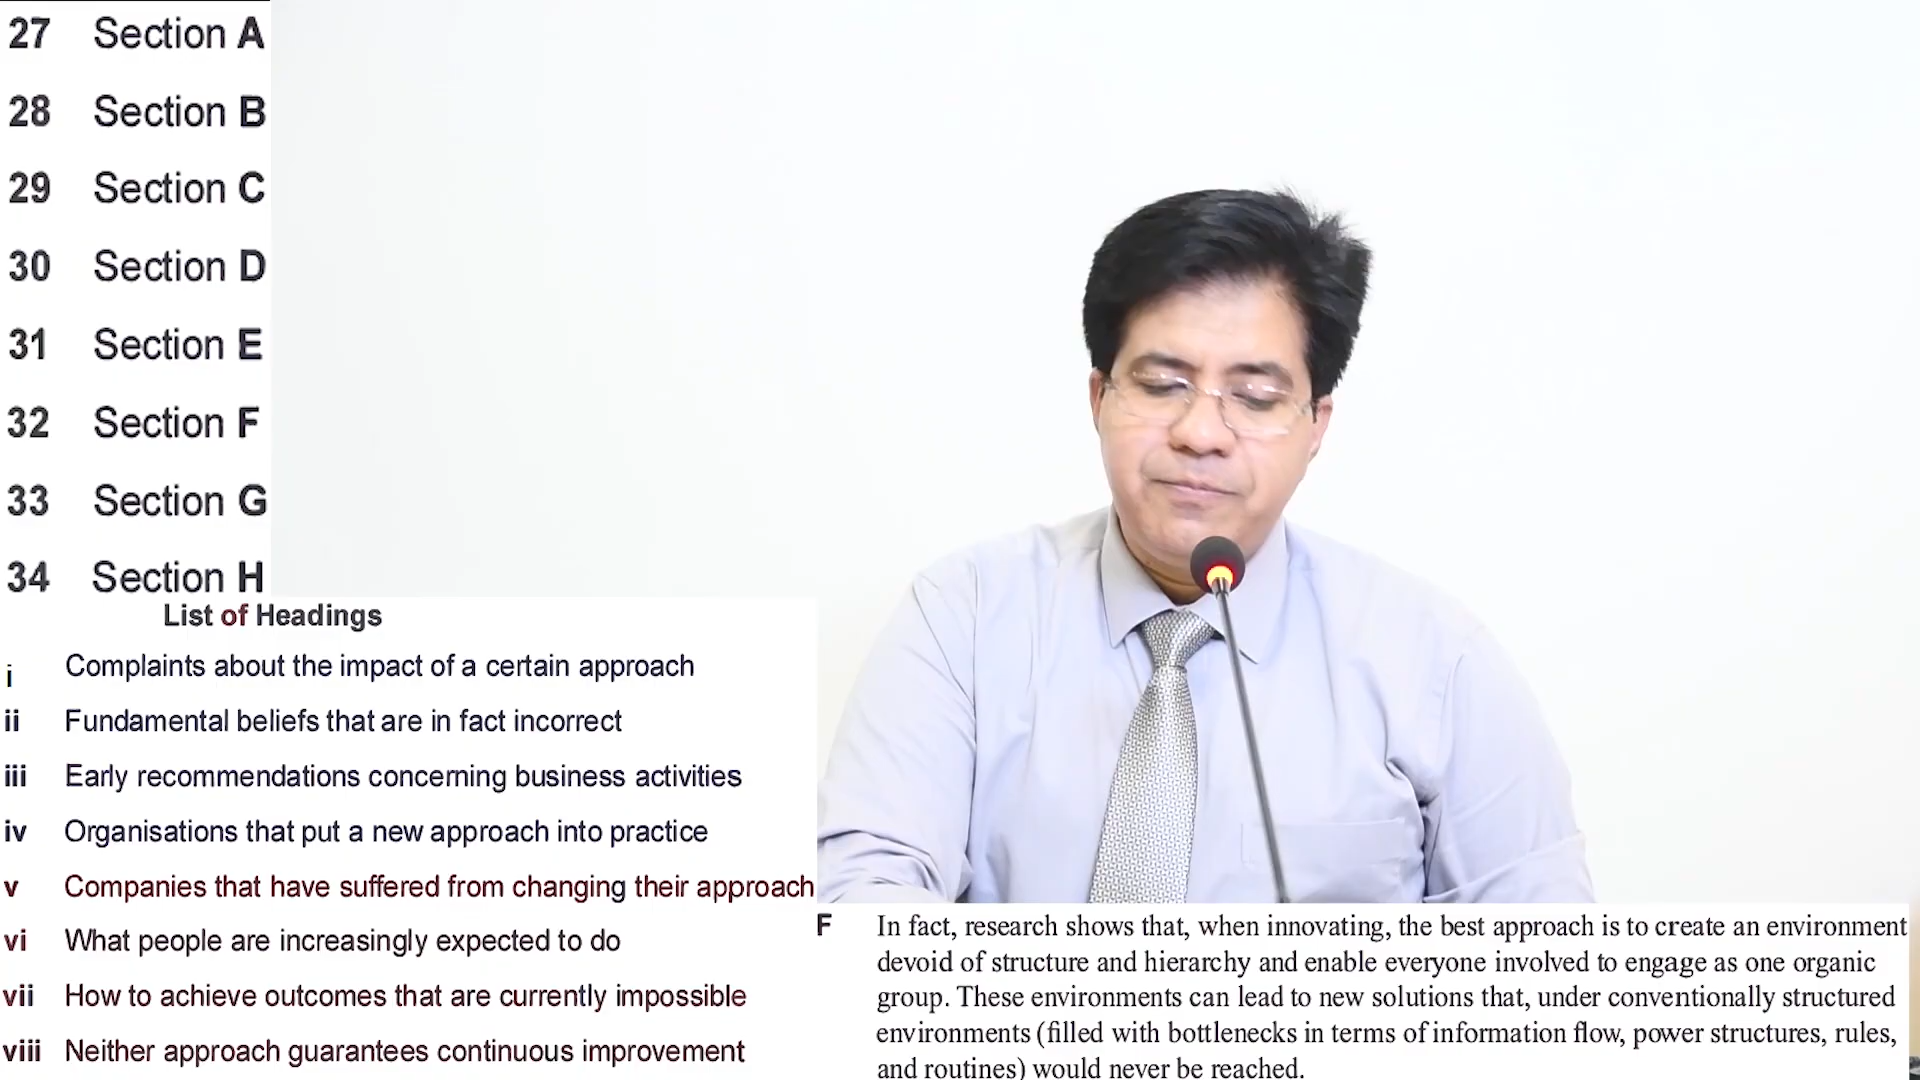 27 Section A
28 Section B
29 Section C
30 Section D
31 Section E
32 Section F
33 Section G
34 Section H
List of Headings
i Complaints about the impact of a certain approach
ii Fundamental beliefs that are in fact incorrect
iii Early recommendations concerning business activities
iv Organisations that put a new approach into practice
v Companies that have suffered from changing their approach
vi What people are increasingly expected to do
vii How to achieve outcomes that are currently impossible
viii Neither approach guarantees continuous improvement
F In fact, research shows that, when innovating, the best approach is to create an environment
devoid of structure and hierarchy and enable everyone involved to engage as one organic
group. These environments can lead to new solutions that, under conventionally structured
environments (filled with bottlenecks in terms of information flow, power structures, rules,
and routines) would never be reached.